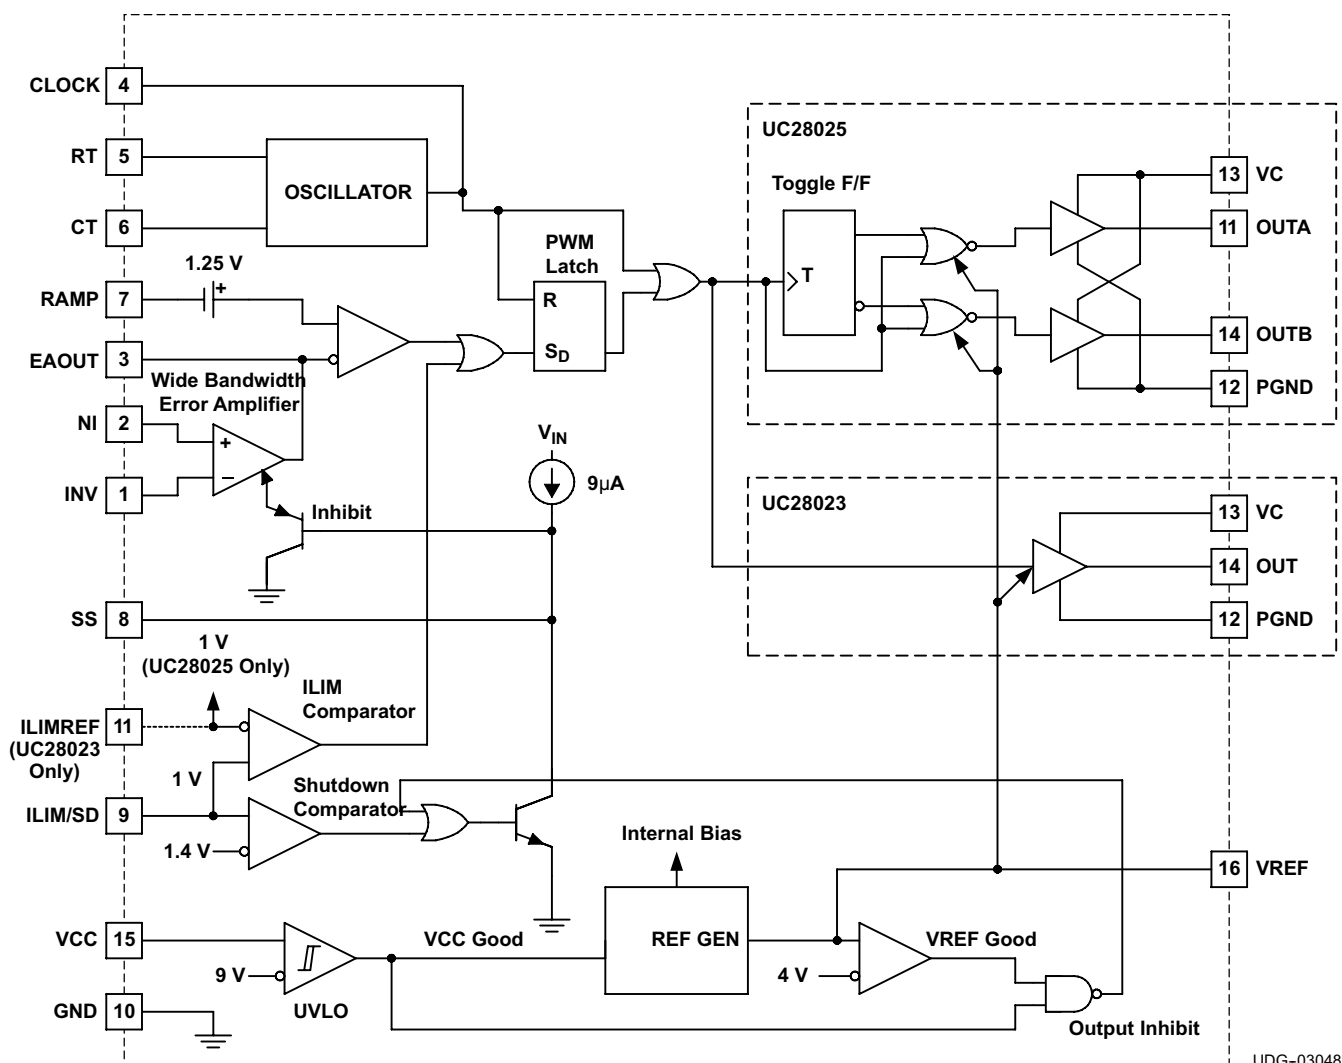 CLOCK 4
RT 5
CT 6
OSCILLATOR
1.25 V
+
RAMP 7
EAOUT 3
Wide Bandwidth
Error Amplifier
NI 2
+
INV 1
−
Inhibit
PWM
Latch
R
SD
VIN
9µA
SS 8
1 V
(UC28025 Only)
ILIM
Comparator
ILIMREF 11
(UC28023
Only)
1 V
ILIM/SD 9
Shutdown
Comparator
1.4 V
UC28025
Toggle F/F
T
13 VC
11 OUTA
14 OUTB
12 PGND
UC28023
13 VC
14 OUT
12 PGND
Internal Bias
16 VREF
VCC 15
9 V
UVLO
VCC Good
REF GEN
4 V
VREF Good
Output Inhibit
GND 10
UDG-03048